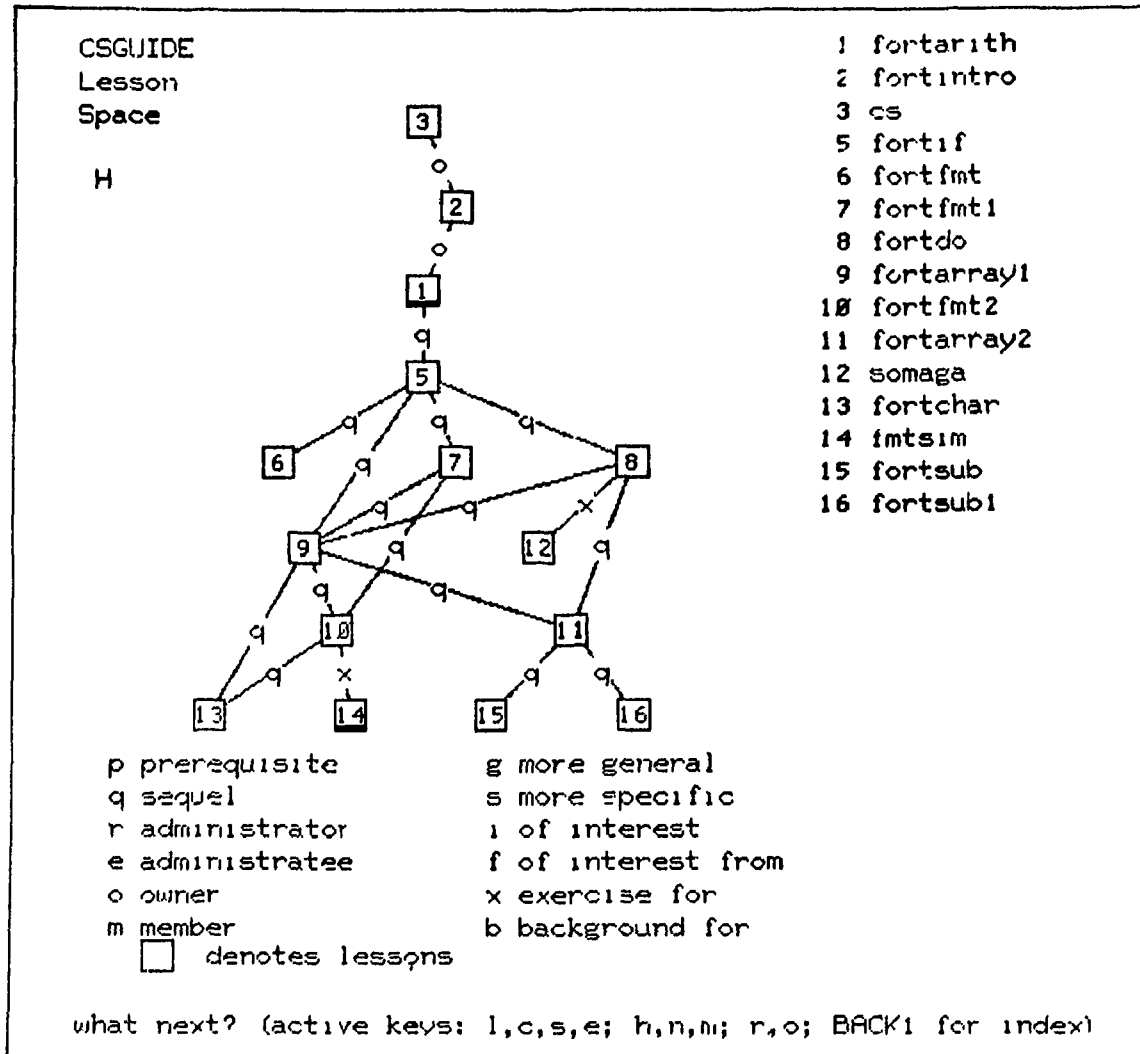 CSGUIDE
Lesson
Space
H
1 fortarith
2 fortintro
3 cs
5 fortif
6 fortfmt
7 fortfmt1
8 fortdo
9 fortarray1
10 fortfmt2
11 fortarray2
12 somaga
13 fortchar
14 fmtsim
15 fortsub
16 fortsub1
3
o
2
o
1
q
5
q q q
6 q 7 8
q q x
9 q 12 q
q q
10 11
q q x q q
13 14 15 16
p prerequisite
q sequel
r administrator
e administratee
o owner
m member
g more general
s more specific
i of interest
f of interest from
x exercise for
b background for
denotes lessons
what next? (active keys: l,c,s,e; h,n,m; r,o; BACK1 for index)